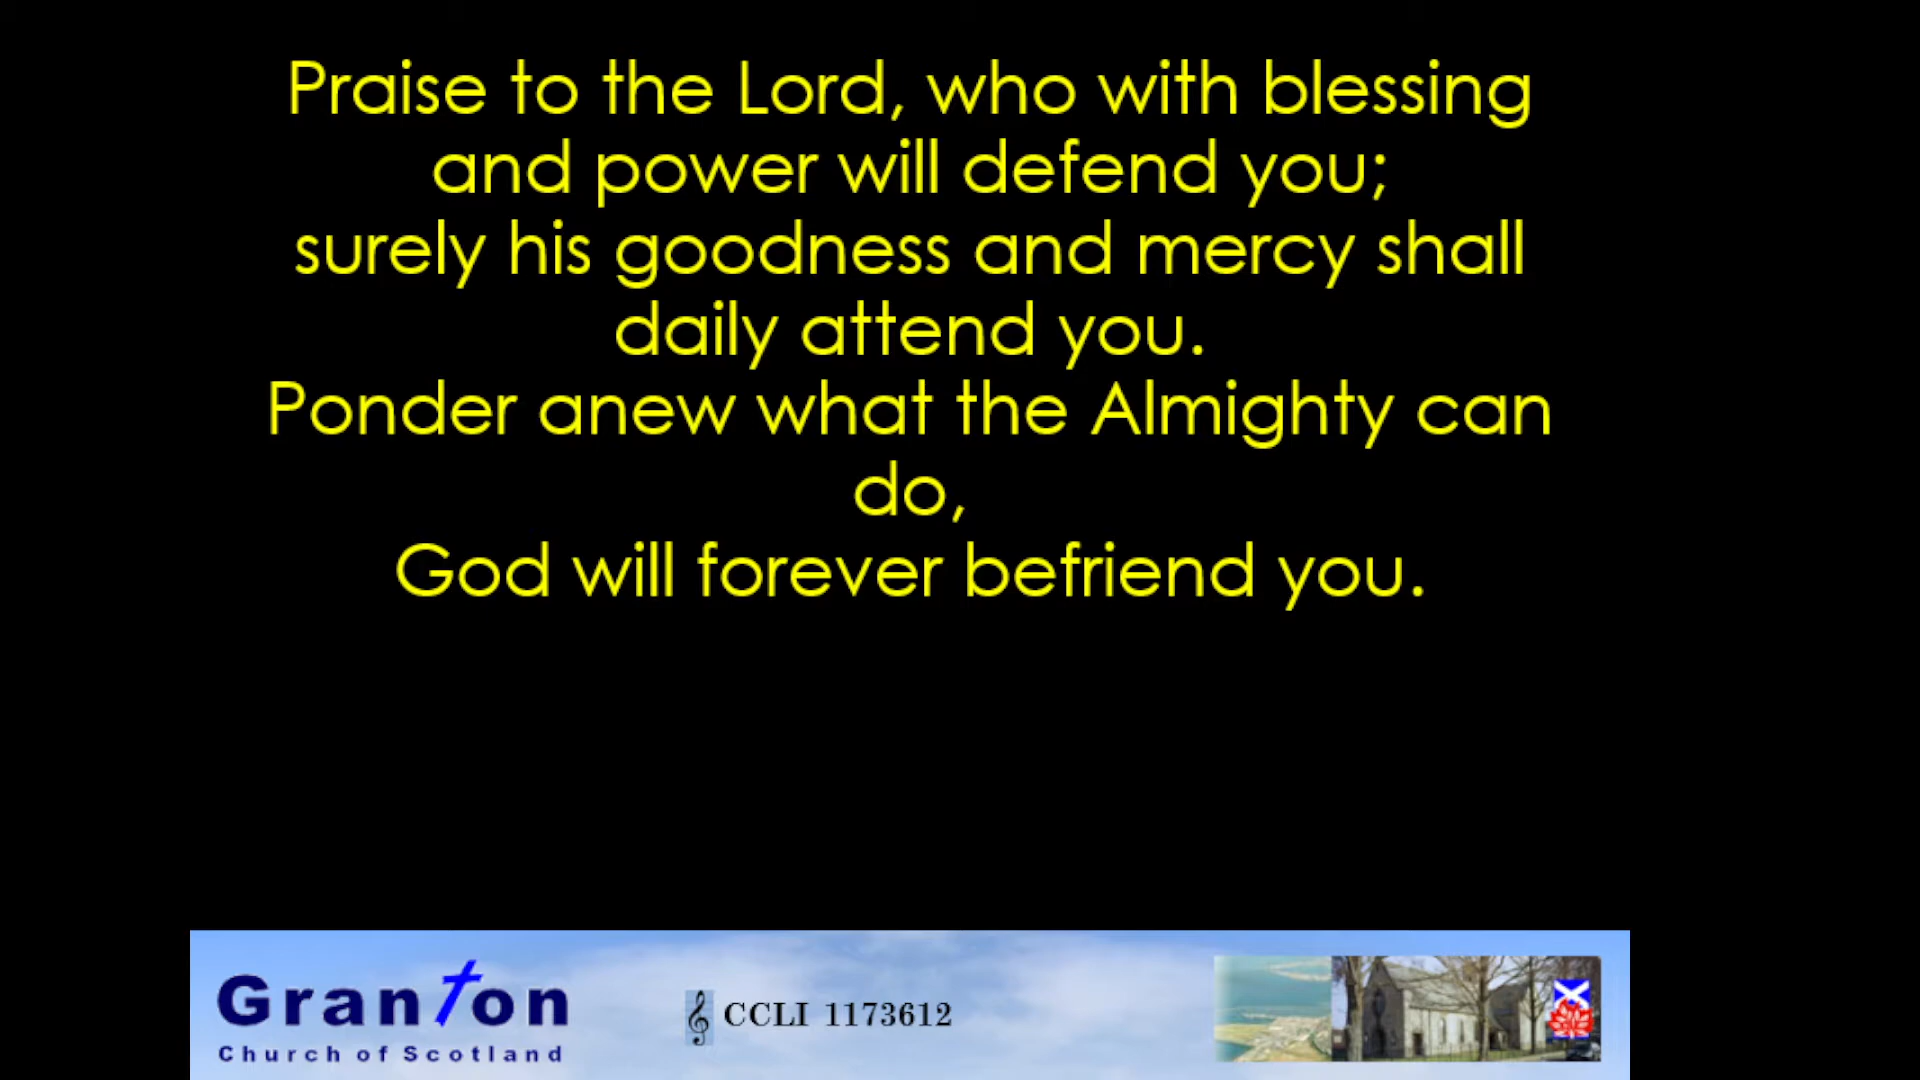 Praise to the Lord, who with blessing
and power will defend you;
surely his goodness and mercy shall
daily attend you.
Ponder anew what the Almighty can
do,
God will forever befriend you.
Granton
Church of Scotland
CCLI 1173612